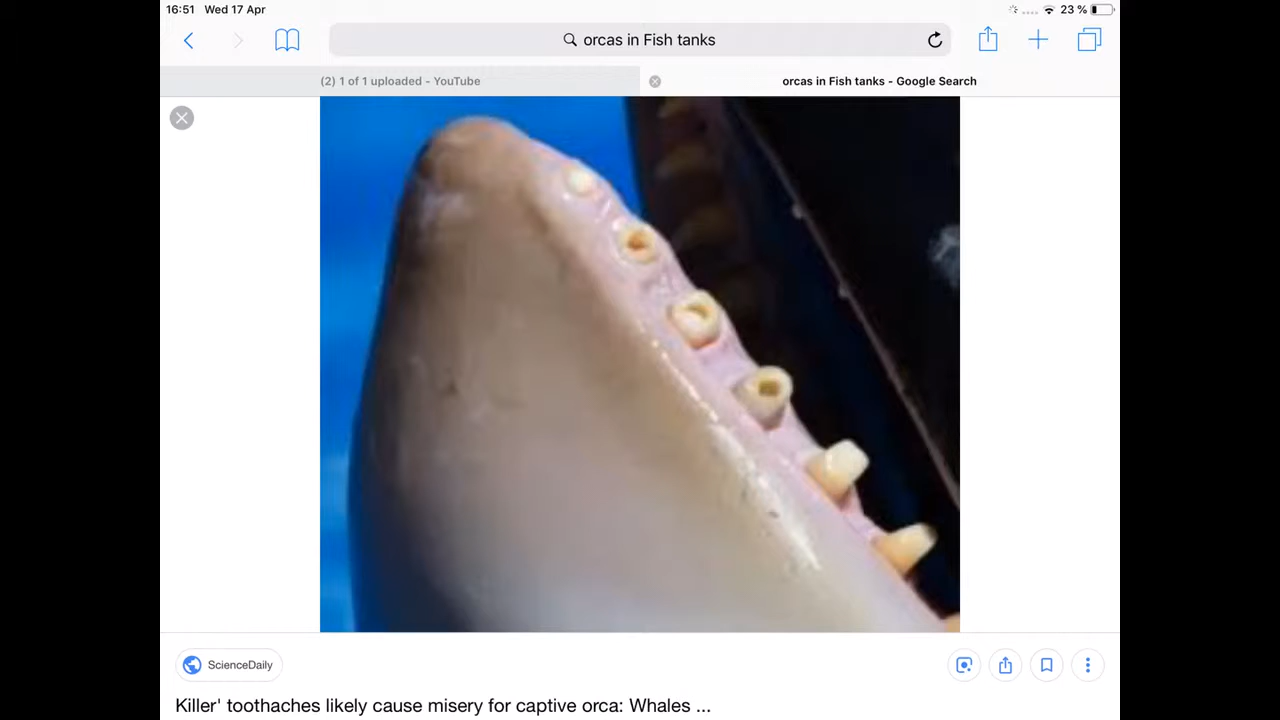 16:51 Wed 17 Apr 23 %
orcas in Fish tanks
(2) 1 of 1 uploaded - YouTube
orcas in Fish tanks - Google Search
ScienceDaily
Killer' toothaches likely cause misery for captive orca: Whales ...